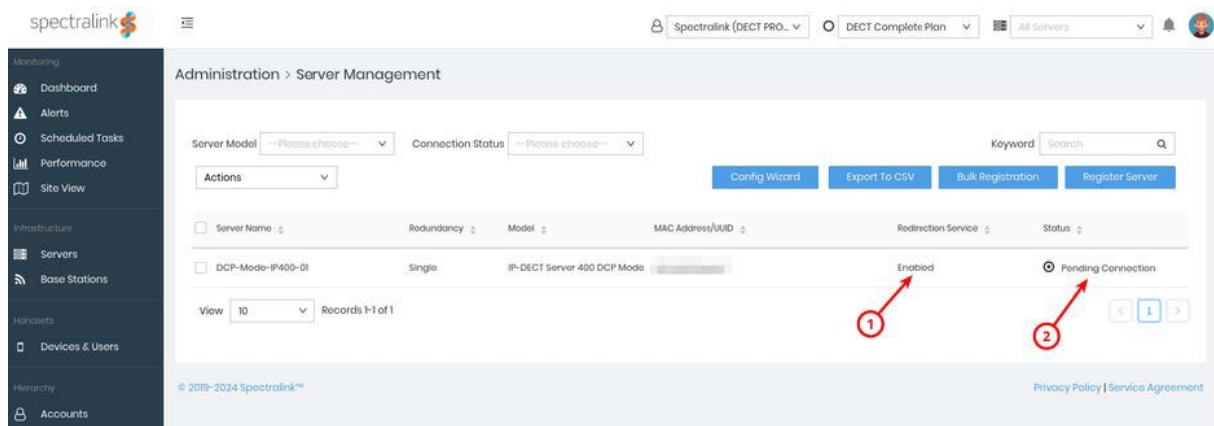 spectralink
Spectralink (DECT PRO... DECT Complete Plan All Servers
Monitoring
Dashboard
Alerts
Scheduled Tasks
Performance
Site View
Infrastructure
Servers
Base Stations
Handsets
Devices & Users
Hierarchy
Accounts
Administration > Server Management
Server Model --Please choose-- Connection Status --Please choose-- Keyword Search
Actions Config Wizard Export To CSV Bulk Registration Register Server
Server Name Redundancy Model MAC Address/UUID Redirection Service Status
DCP-Mode-IP400-01 Single IP-DECT Server 400 DCP Mode Enabled Pending Connection
View 10 Records 1-1 of 1 < 1 >
1
2
© 2019-2024 Spectralink™ Privacy Policy | Service Agreement